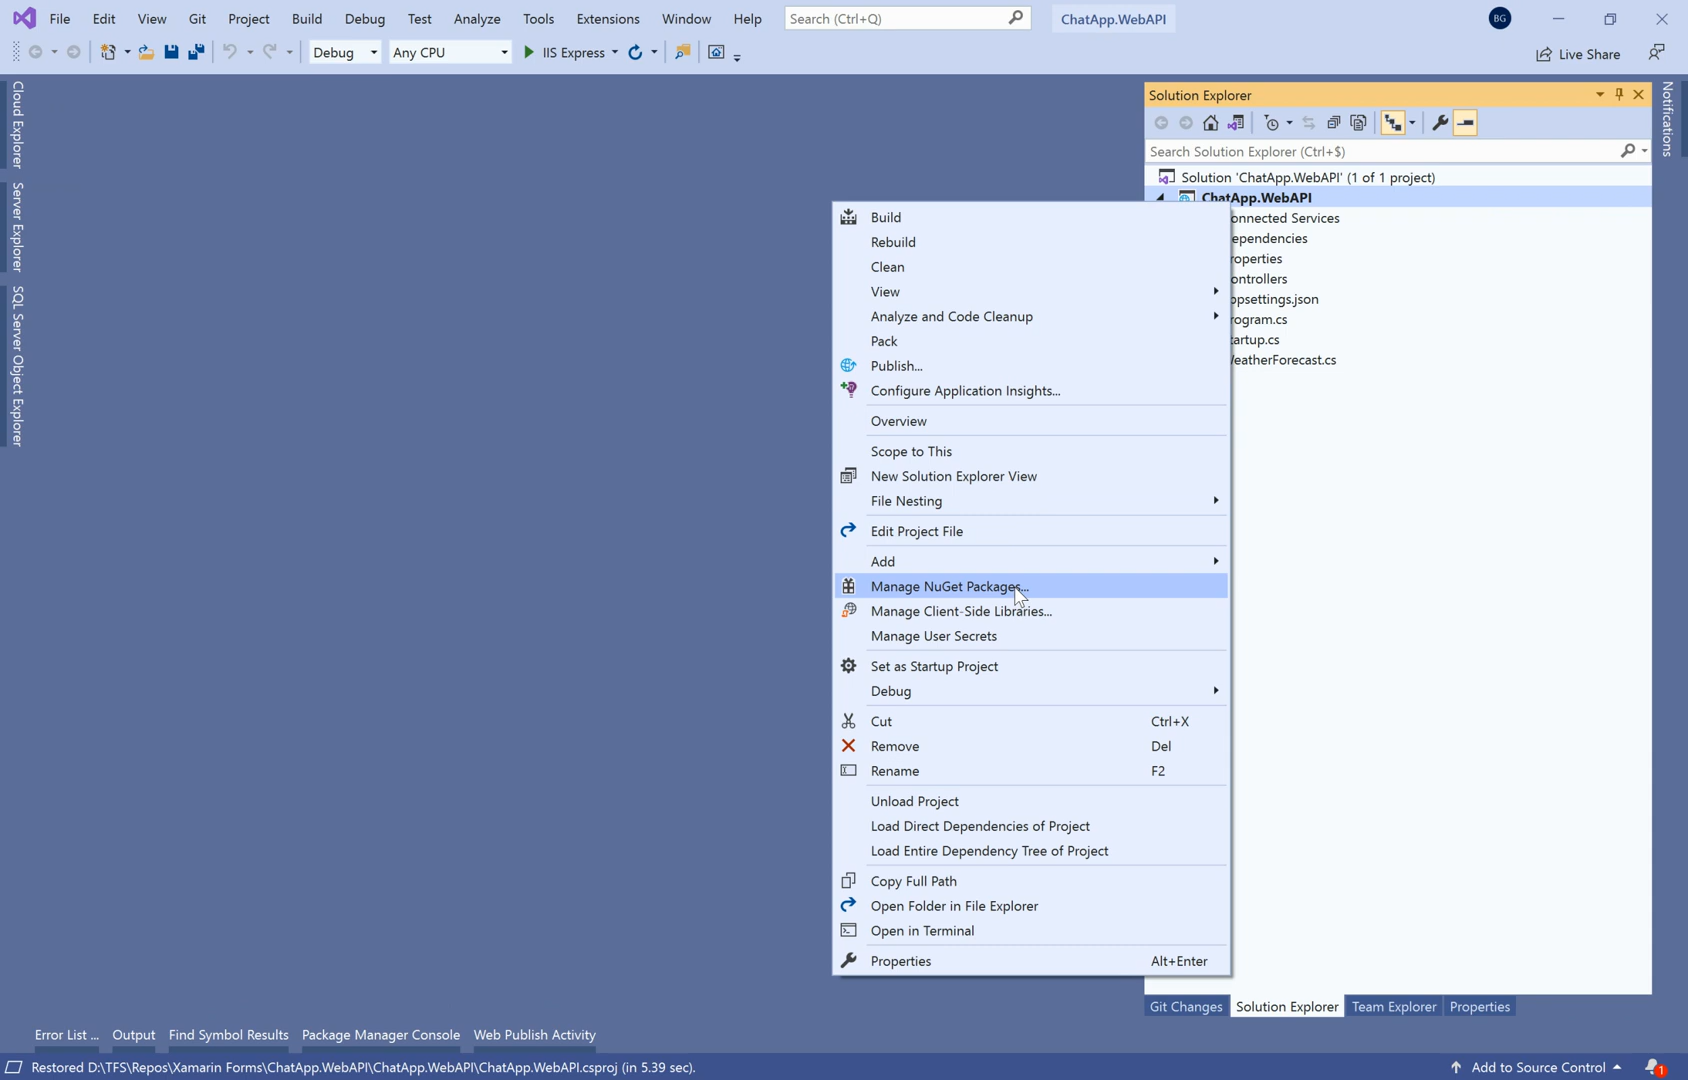 File Edit View Git Project Build Debug Test Analyze Tools Extensions Window Help Search (Ctrl+Q) ChatApp.WebAPI BG
Debug Any CPU IIS Express Live Share
Cloud Explorer
Server Explorer
SQL Server Object Explorer
Solution Explorer
Notifications
Search Solution Explorer (Ctrl+$)
Solution 'ChatApp.WebAPI' (1 of 1 project)
ChatApp.WebAPI
onnected Services
ependencies
roperties
ontrollers
ppsettings.json
rogram.cs
tartup.cs
eatherForecast.cs
Build
Rebuild
Clean
View
Analyze and Code Cleanup
Pack
Publish...
Configure Application Insights...
Overview
Scope to This
New Solution Explorer View
File Nesting
Edit Project File
Add
Manage NuGet Packages...
Manage Client-Side Libraries...
Manage User Secrets
Set as Startup Project
Debug
Cut Ctrl+X
Remove Del
Rename F2
Unload Project
Load Direct Dependencies of Project
Load Entire Dependency Tree of Project
Copy Full Path
Open Folder in File Explorer
Open in Terminal
Properties Alt+Enter
Git Changes Solution Explorer Team Explorer Properties
Error List ... Output Find Symbol Results Package Manager Console Web Publish Activity
Restored D:\TFS\Repos\Xamarin Forms\ChatApp.WebAPI\ChatApp.WebAPI\ChatApp.WebAPI.csproj (in 5.39 sec). Add to Source Control 1